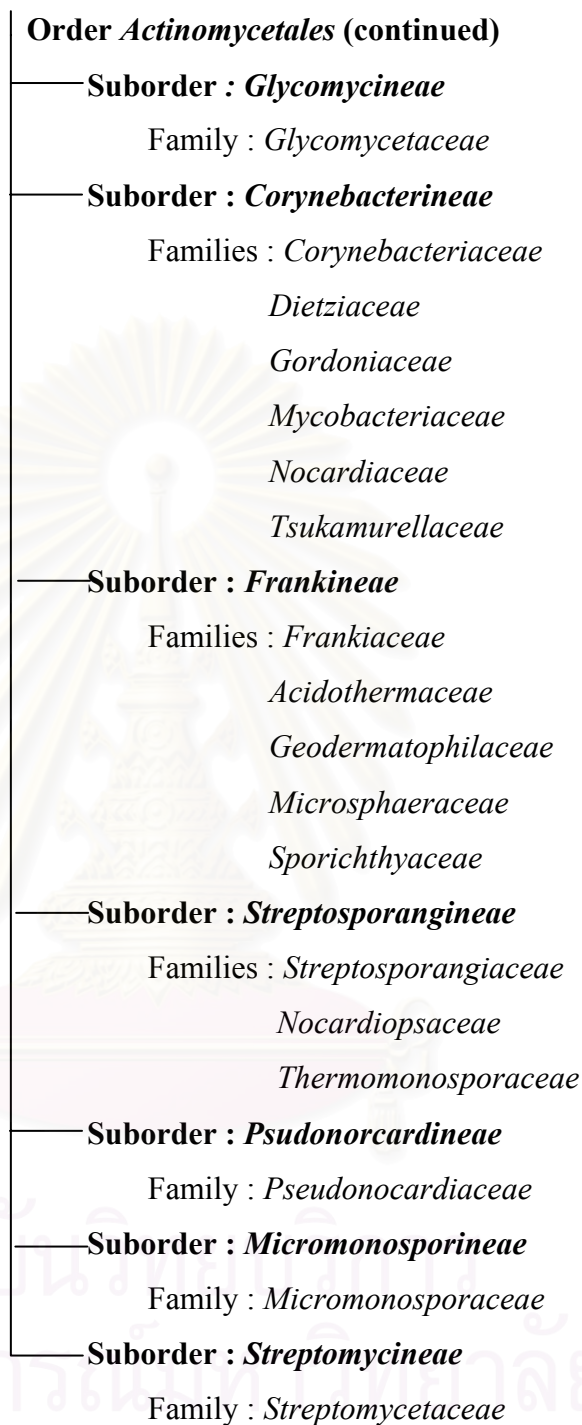 Order Actinomycetales (continued)
Suborder : Glycomycineae
Family : Glycomycetaceae
Suborder : Corynebacterineae
Families : Corynebacteriaceae
Dietziaceae
Gordoniaceae
Mycobacteriaceae
Nocardiaceae
Tsukamurellaceae
Suborder : Frankineae
Families : Frankiaceae
Acidothermaceae
Geodermatophilaceae
Microsphaeraceae
Sporichthyaceae
Suborder : Streptosporangineae
Families : Streptosporangiaceae
Nocardiopsaceae
Thermomonosporaceae
Suborder : Psudonorcardineae
Family : Pseudonocardiaceae
Suborder : Micromonosporineae
Family : Micromonosporaceae
Suborder : Streptomycineae
Family : Streptomycetaceae